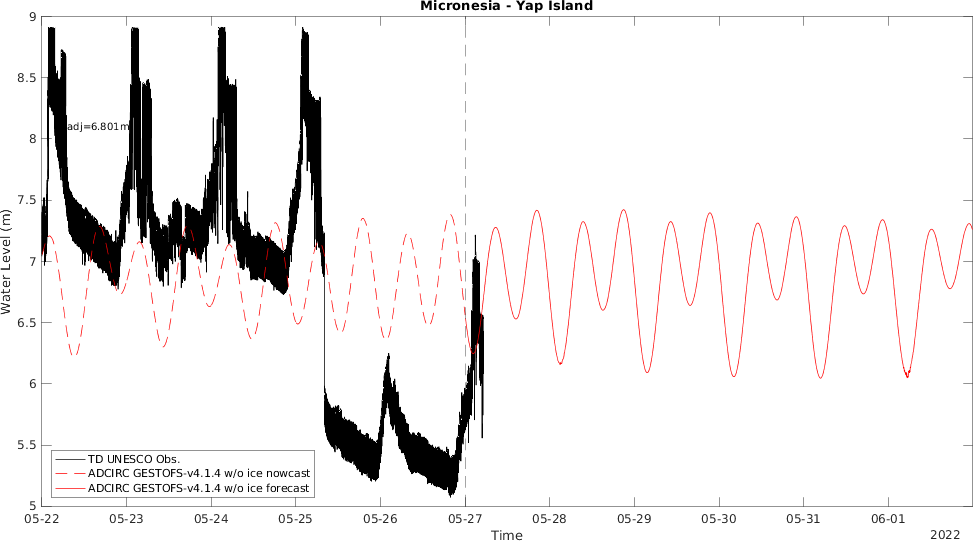 Micronesia - Yap Island
Water Level (m)
9
8.5
8
7.5
7
6.5
6
5.5
5
adj=6.801m
TD UNESCO Obs.
ADCIRC GESTOFS-v4.1.4 w/o ice nowcast
ADCIRC GESTOFS-v4.1.4 w/o ice forecast
05-22 05-23 05-24 05-25 05-26 05-27 05-28 05-29 05-30 05-31 06-01
Time
2022